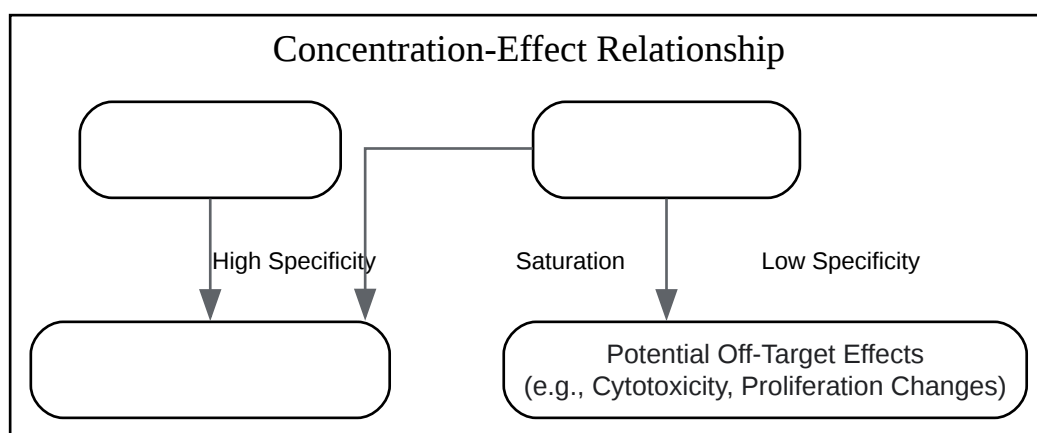 Concentration-Effect Relationship
High Specificity
Saturation
Low Specificity
Potential Off-Target Effects
(e.g., Cytotoxicity, Proliferation Changes)